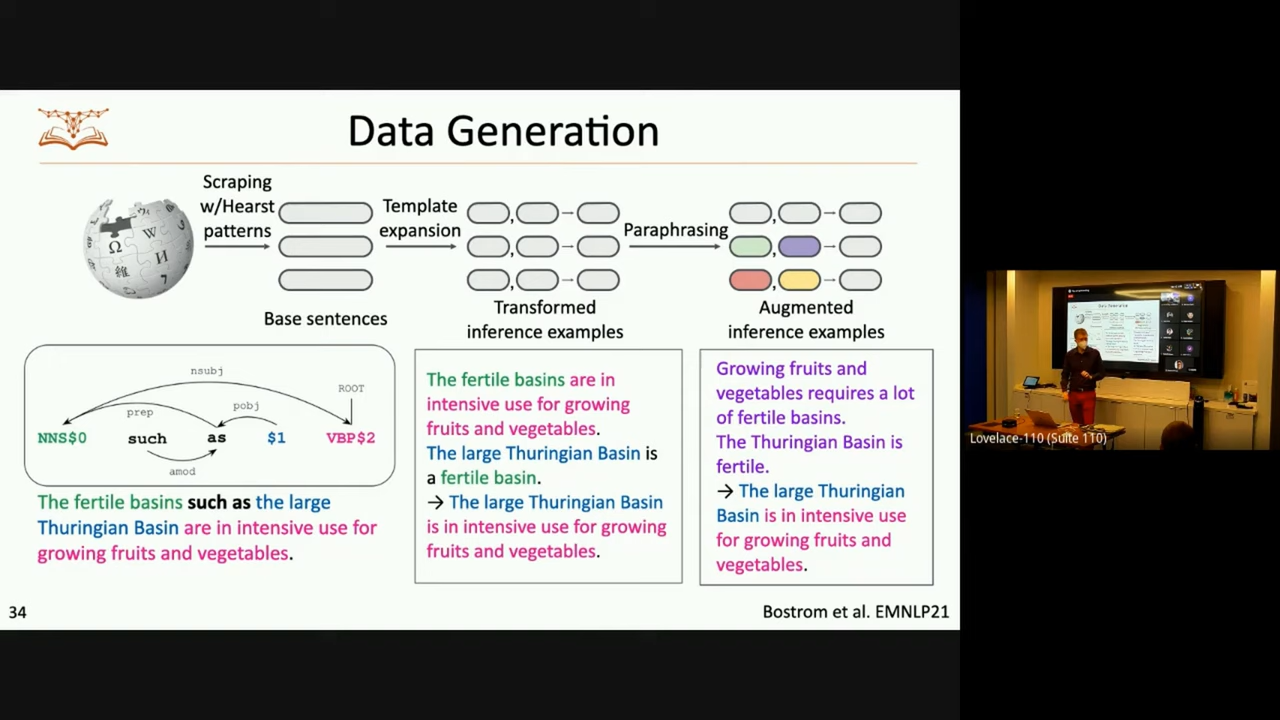 Data Generation
Scraping
w/Hearst
patterns
Template
expansion
Paraphrasing
Ω
W
И
維
Base sentences
Transformed
inference examples
Augmented
inference examples
nsubj
ROOT
prep
pobj
NNS$0 such as $1 VBP$2
amod
The fertile basins such as the large
Thuringian Basin are in intensive use for
growing fruits and vegetables.
The fertile basins are in
intensive use for growing
fruits and vegetables.
The large Thuringian Basin is
a fertile basin.
→ The large Thuringian Basin
is in intensive use for growing
fruits and vegetables.
Growing fruits and
vegetables requires a lot
of fertile basins.
The Thuringian Basin is
fertile.
→ The large Thuringian
Basin is in intensive use
for growing fruits and
vegetables.
34
Bostrom et al. EMNLP21
Data Generation
Lovelace-110 (Suite 110)